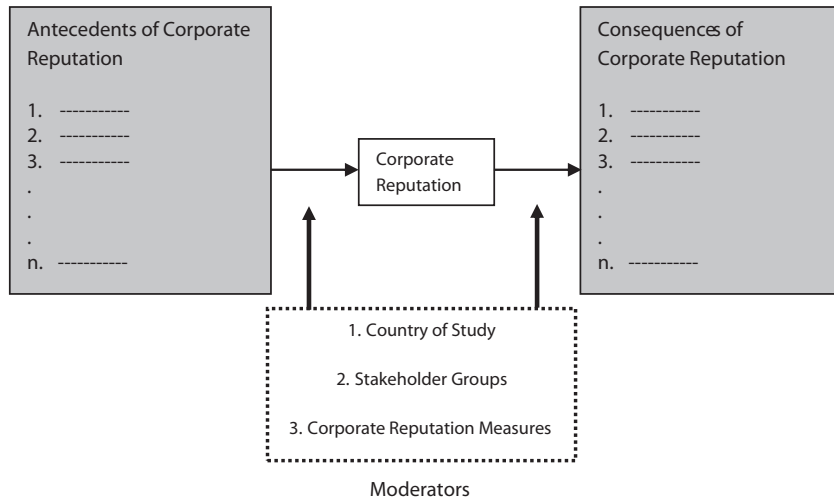 Antecedents of Corporate
Reputation
1. -----------
2. -----------
3. -----------
.
.
.
n. -----------
Corporate
Reputation
Consequences of
Corporate Reputation
1. -----------
2. -----------
3. -----------
.
.
.
n. -----------
1. Country of Study
2. Stakeholder Groups
3. Corporate Reputation Measures
Moderators